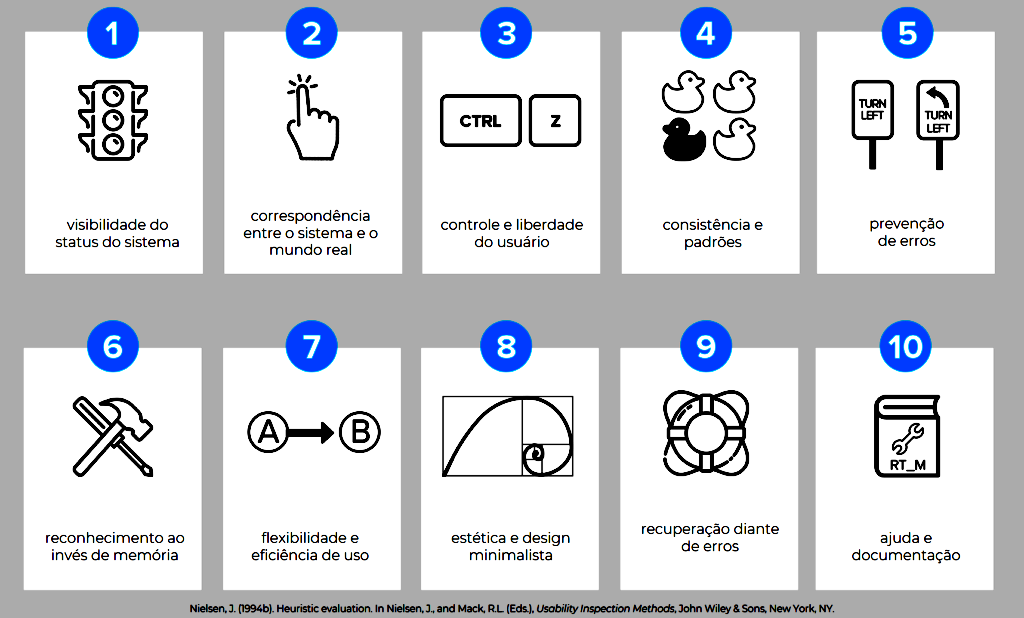 1
2
3
4
5
CTRL
Z
TURN
LEFT
TURN
LEFT
visibilidade do
status do sistema
correspondência
entre o sistema e o
mundo real
controle e liberdade
do usuário
consistência e
padrões
prevenção
de erros
6
7
8
9
10
A
B
RT_M
reconhecimento ao
invés de memória
flexibilidade e
eficiência de uso
estética e design
minimalista
recuperação diante
de erros
ajuda e
documentação
Nielsen, J. (1994b). Heuristic evaluation. In Nielsen, J., and Mack, R.L. (Eds.), Usability Inspection Methods, John Wiley & Sons, New York, NY.